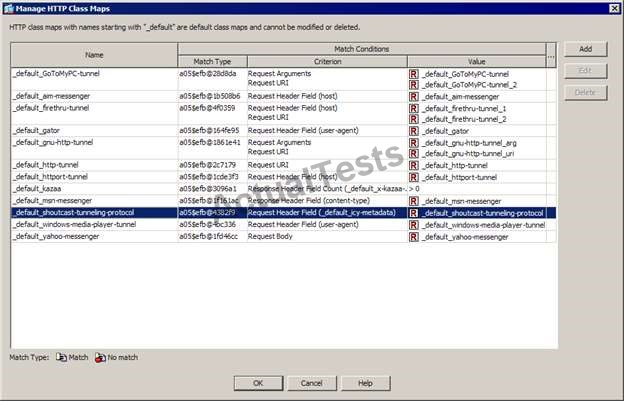 Manage HTTP Class Maps
HTTP class maps with names starting with "_default" are default class maps and cannot be modified or deleted.
Name
Match Conditions
Match Type Criterion Value
...
Add
Edit
Delete
_default_GoToMyPC-tunnel a05$efb@28d8da Request Arguments R _default_GoToMyPC-tunnel
Request URI R _default_GoToMyPC-tunnel_2
_default_aim-messenger a05$efb@1b508b6 Request Header Field (host) R _default_aim-messenger
_default_firethru-tunnel a05$efb@4f0359 Request Header Field (host) R _default_firethru-tunnel_1
Request URI R _default_firethru-tunnel_2
_default_gator a05$efb@164fe95 Request Header Field (user-agent) R _default_gator
_default_gnu-http-tunnel a05$efb@1861e41 Request Arguments R _default_gnu-http-tunnel_arg
Request URI R _default_gnu-http-tunnel_uri
_default_http-tunnel a05$efb@2c7179 Request URI R _default_http-tunnel
_default_httport-tunnel a05$efb@1cde3f3 Request Header Field (host) R _default_httport-tunnel
_default_kazaa a05$efb@3096a1 Response Header Field Count (_default_x-kazaa-. > 0
_default_msn-messenger a05$efb@1f161ac Response Header Field (content-type) R _default_msn-messenger
_default_shoutcast-tunneling-protocol a05$efb@4382f9 Request Header Field (_default_icy-metadata) R _default_shoutcast-tunneling-protocol
_default_windows-media-player-tunnel a05$efb@4bc336 Request Header Field (user-agent) R _default_windows-media-player-tunnel
_default_yahoo-messenger a05$efb@1fd46cc Request Body R _default_yahoo-messenger
ActualTests
Match Type: Match No match
OK Cancel Help